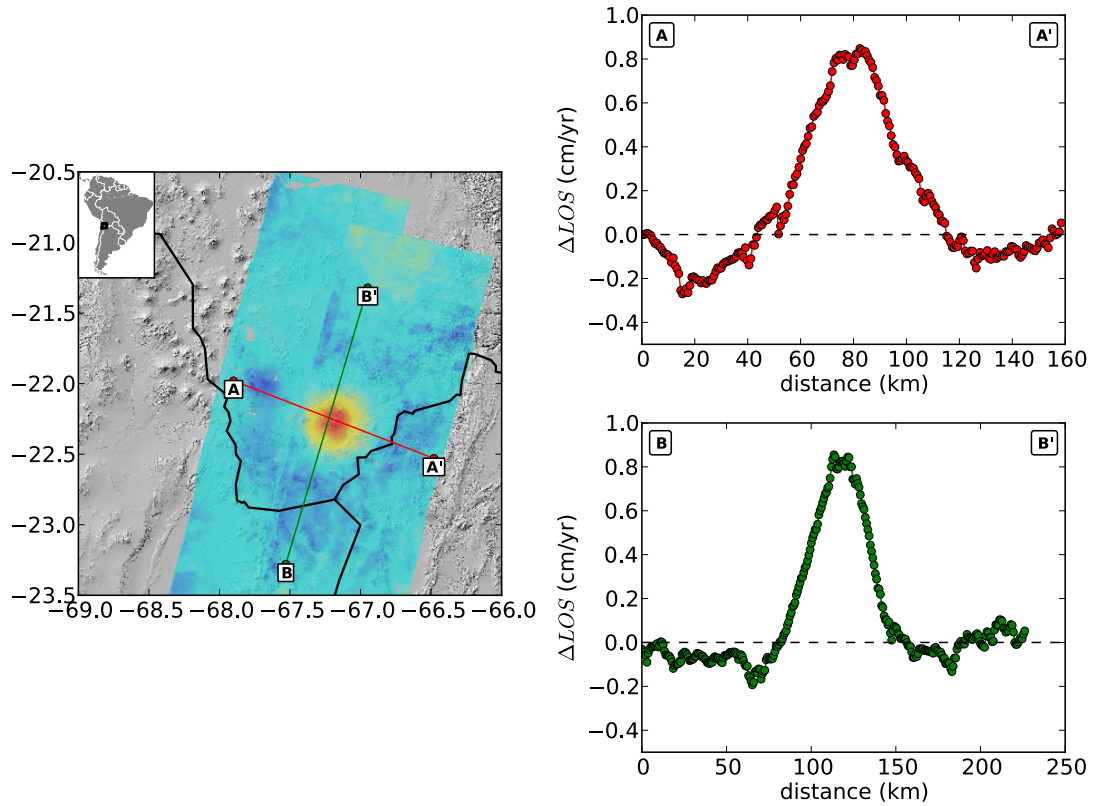 −20.5
−21.0
−21.5
−22.0
−22.5
−23.0
−23.5
−69.0 −68.5 −68.0 −67.5 −67.0 −66.5 −66.0
A
A'
B
B'
A A'
1.0
0.8
0.6
0.4
0.2
0.0
−0.2
−0.4
0 20 40 60 80 100 120 140 160
distance (km)
ΔLOS (cm/yr)
B B'
1.0
0.8
0.6
0.4
0.2
0.0
−0.2
−0.4
0 50 100 150 200 250
distance (km)
ΔLOS (cm/yr)